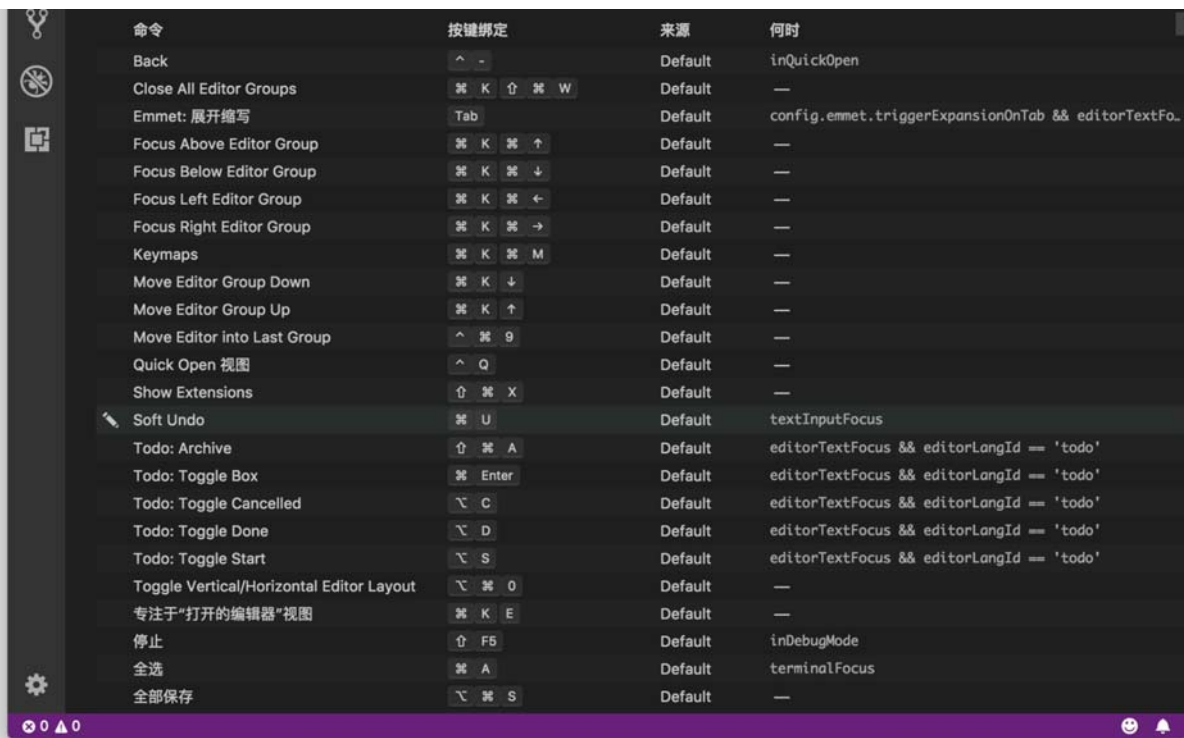 命令 按键绑定 来源 何时
Back ^ - Default inQuickOpen
Close All Editor Groups ⌘ K ⇧ ⌘ W Default —
Emmet: 展开缩写 Tab Default config.emmet.triggerExpansionOnTab && editorTextFo…
Focus Above Editor Group ⌘ K ⌘ ↑ Default —
Focus Below Editor Group ⌘ K ⌘ ↓ Default —
Focus Left Editor Group ⌘ K ⌘ ← Default —
Focus Right Editor Group ⌘ K ⌘ → Default —
Keymaps ⌘ K ⌘ M Default —
Move Editor Group Down ⌘ K ↓ Default —
Move Editor Group Up ⌘ K ↑ Default —
Move Editor into Last Group ^ ⌘ 9 Default —
Quick Open 视图 ^ Q Default —
Show Extensions ⇧ ⌘ X Default —
Soft Undo ⌘ U Default textInputFocus
Todo: Archive ⇧ ⌘ A Default editorTextFocus && editorLangId == 'todo'
Todo: Toggle Box ⌘ Enter Default editorTextFocus && editorLangId == 'todo'
Todo: Toggle Cancelled ⌥ C Default editorTextFocus && editorLangId == 'todo'
Todo: Toggle Done ⌥ D Default editorTextFocus && editorLangId == 'todo'
Todo: Toggle Start ⌥ S Default editorTextFocus && editorLangId == 'todo'
Toggle Vertical/Horizontal Editor Layout ⌥ ⌘ 0 Default —
专注于“打开的编辑器”视图 ⌘ K E Default —
停止 ⇧ F5 Default inDebugMode
全选 ⌘ A Default terminalFocus
全部保存 ⌥ ⌘ S Default —
0 0